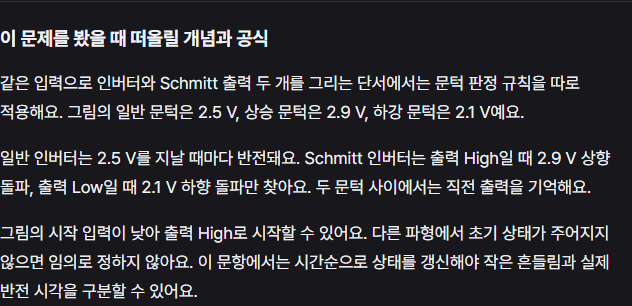 이 문제를 봤을 때 떠올릴 개념과 공식
같은 입력으로 인버터와 Schmitt 출력 두 개를 그리는 단서에서는 문턱 판정 규칙을 따로
적용해요. 그림의 일반 문턱은 2.5 V, 상승 문턱은 2.9 V, 하강 문턱은 2.1 V예요.
일반 인버터는 2.5 V를 지날 때마다 반전돼요. Schmitt 인버터는 출력 High일 때 2.9 V 상향
돌파, 출력 Low일 때 2.1 V 하향 돌파만 찾아요. 두 문턱 사이에서는 직전 출력을 기억해요.
그림의 시작 입력이 낮아 출력 High로 시작할 수 있어요. 다른 파형에서 초기 상태가 주어지지
않으면 임의로 정하지 않아요. 이 문항에서는 시간순으로 상태를 갱신해야 작은 흔들림과 실제
반전 시각을 구분할 수 있어요.